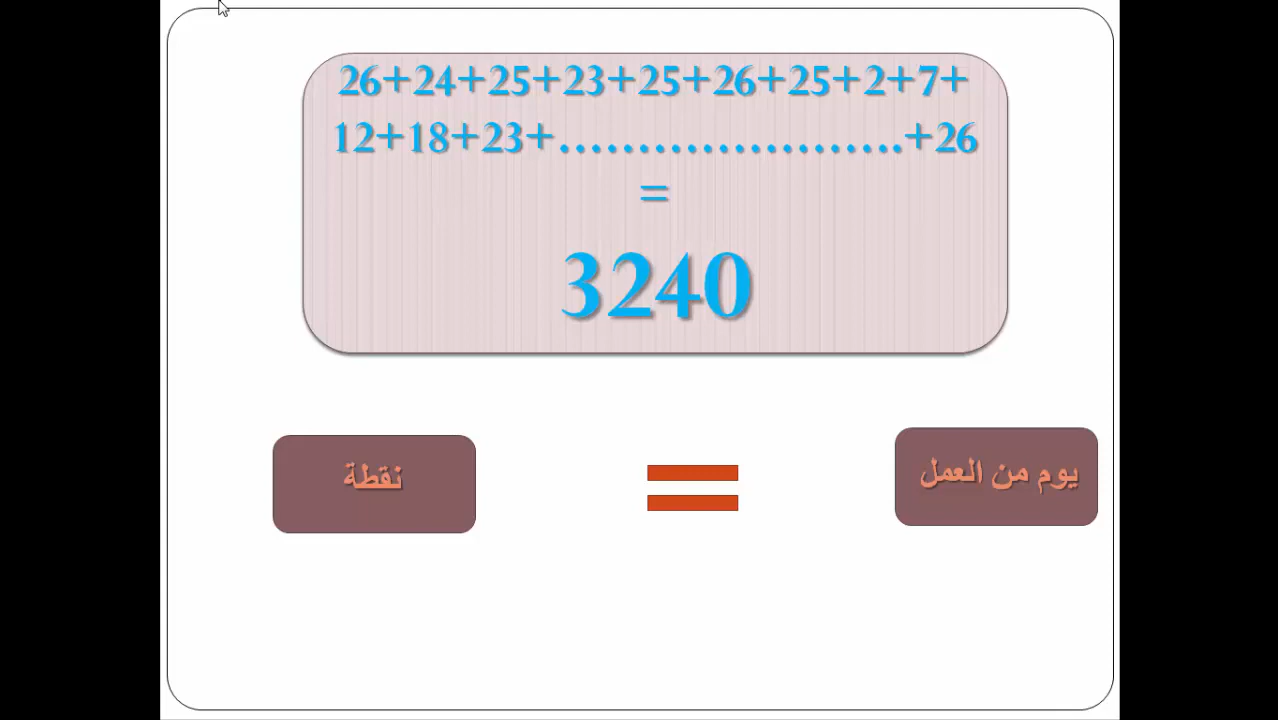 26+24+25+23+25+26+25+2+7+
12+18+23+......................+26
=
3240
يوم من العمل
نقطة